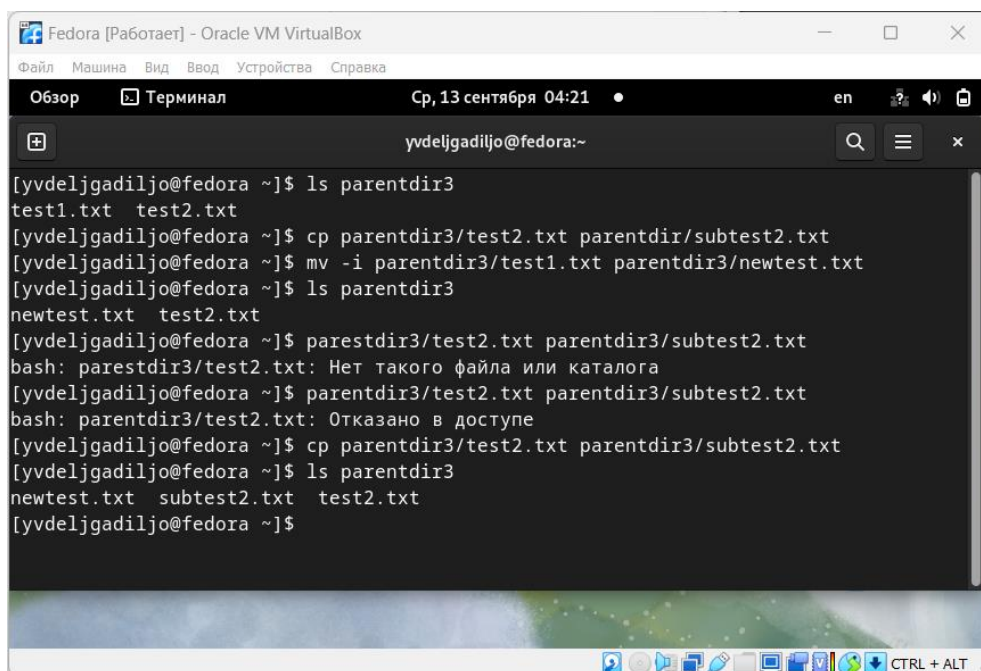 Fedora [Работает] - Oracle VM VirtualBox
Файл Машина Вид Ввод Устройства Справка
Обзор Терминал Ср, 13 сентября 04:21 en
yvdeljgadiljo@fedora:~
[yvdeljgadiljo@fedora ~]$ ls parentdir3
test1.txt test2.txt
[yvdeljgadiljo@fedora ~]$ cp parentdir3/test2.txt parentdir/subtest2.txt
[yvdeljgadiljo@fedora ~]$ mv -i parentdir3/test1.txt parentdir3/newtest.txt
[yvdeljgadiljo@fedora ~]$ ls parentdir3
newtest.txt test2.txt
[yvdeljgadiljo@fedora ~]$ parestdir3/test2.txt parentdir3/subtest2.txt
bash: parestdir3/test2.txt: Нет такого файла или каталога
[yvdeljgadiljo@fedora ~]$ parentdir3/test2.txt parentdir3/subtest2.txt
bash: parentdir3/test2.txt: Отказано в доступе
[yvdeljgadiljo@fedora ~]$ cp parentdir3/test2.txt parentdir3/subtest2.txt
[yvdeljgadiljo@fedora ~]$ ls parentdir3
newtest.txt subtest2.txt test2.txt
[yvdeljgadiljo@fedora ~]$
CTRL + ALT